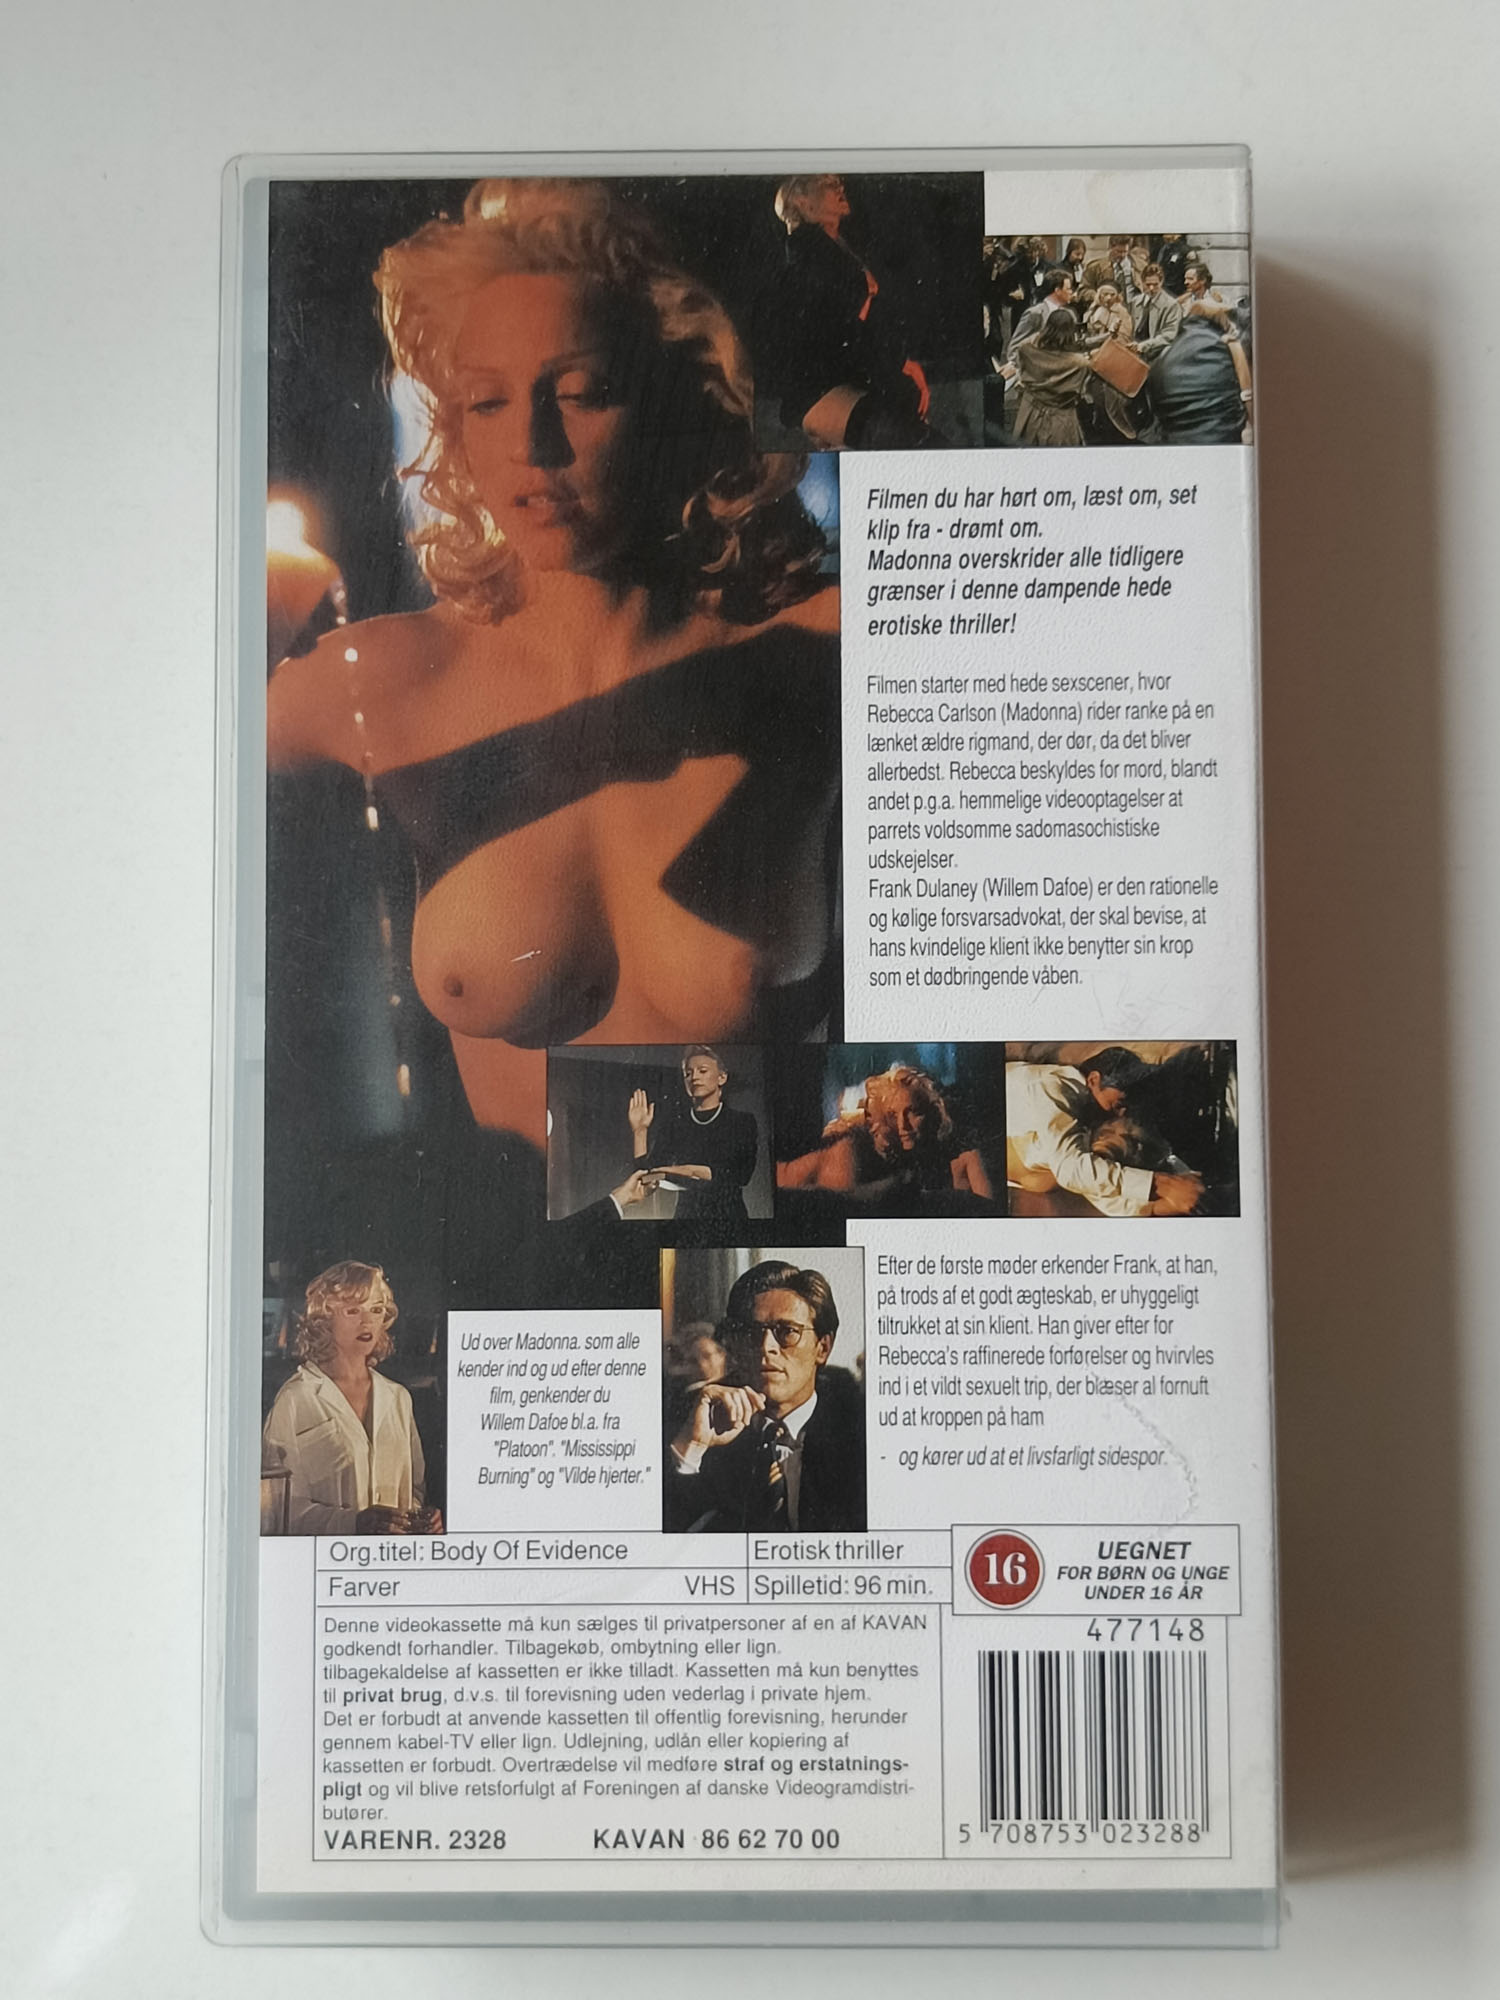 Filmen du har hørt om, læst om, set
klip fra - drømt om.
Madonna overskrider alle tidligere
grænser i denne dampende hede
erotiske thriller!
Filmen starter med hede sexscener, hvor
Rebecca Carlson (Madonna) rider ranke på en
lænket ældre rigmand, der dør, da det bliver
allerbedst. Rebecca beskyldes for mord, blandt
andet p.g.a. hemmelige videooptagelser at
parrets voldsomme sadomasochistiske
udskejelser.
Frank Dulaney (Willem Dafoe) er den rationelle
og kølige forsvarsadvokat, der skal bevise, at
hans kvindelige klient ikke benytter sin krop
som et dødbringende våben.
Efter de første møder erkender Frank, at han,
på trods af et godt ægteskab, er uhyggeligt
tiltrukket at sin klient. Han giver efter for
Rebecca's raffinerede forførelser og hvirvles
ind i et vildt sexuelt trip, der blæser al fornuft
ud at kroppen på ham
- og kører ud at et livsfarligt sidespor.
Ud over Madonna. som alle
kender ind og ud efter denne
film, genkender du
Willem Dafoe bl.a. fra
"Platoon". "Mississippi
Burning" og "Vilde hjerter."
Org.titel: Body Of Evidence
Erotisk thriller
Farver VHS
Spilletid: 96 min.
16
UEGNET
FOR BØRN OG UNGE
UNDER 16 ÅR
Denne videokassette må kun sælges til privatpersoner af en af KAVAN
godkendt forhandler. Tilbagekøb, ombytning eller lign.
tilbagekaldelse af kassetten er ikke tilladt. Kassetten må kun benyttes
til privat brug, d.v.s. til forevisning uden vederlag i private hjem.
Det er forbudt at anvende kassetten til offentlig forevisning, herunder
gennem kabel-TV eller lign. Udlejning, udlån eller kopiering af
kassetten er forbudt. Overtrædelse vil medføre straf og erstatnings-
pligt og vil blive retsforfulgt af Foreningen af danske Videogramdistri-
butører.
VARENR. 2328 KAVAN 86 62 70 00
477148
5 708753 023288